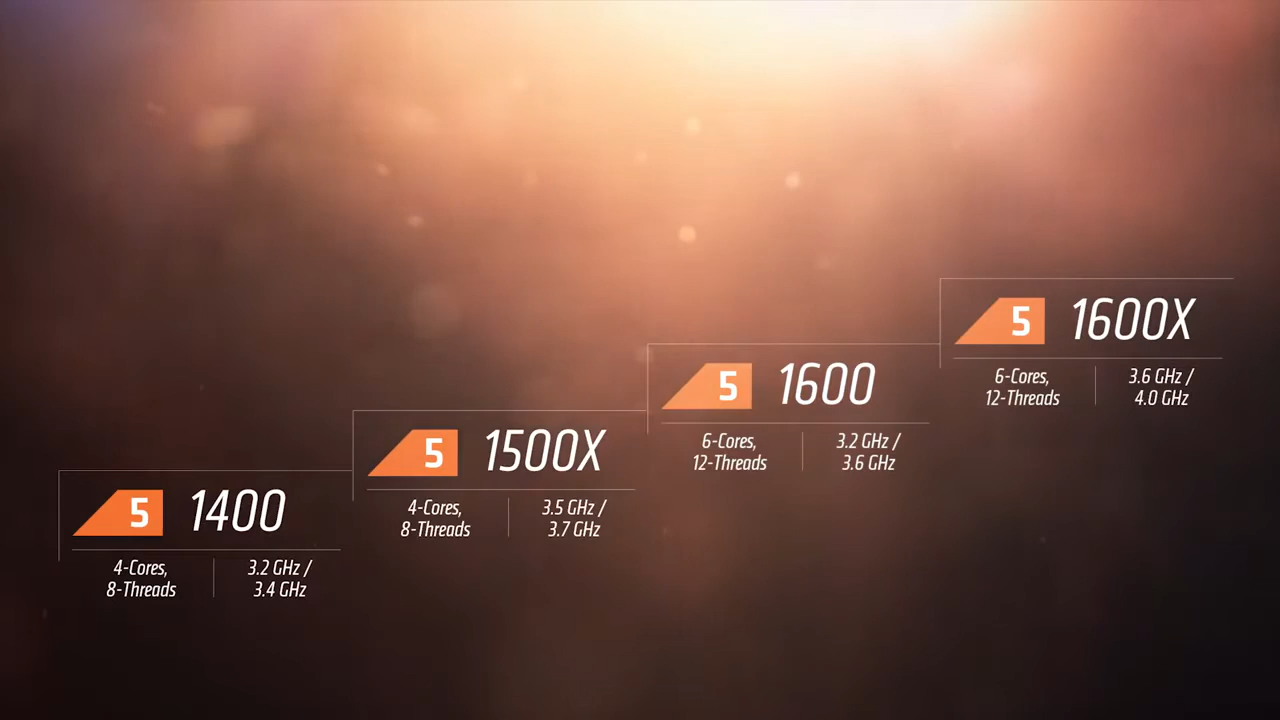 5 1400
4-Cores,
8-Threads
3.2 GHz /
3.4 GHz
5 1500X
4-Cores,
8-Threads
3.5 GHz /
3.7 GHz
5 1600
6-Cores,
12-Threads
3.2 GHz /
3.6 GHz
5 1600X
6-Cores,
12-Threads
3.6 GHz /
4.0 GHz